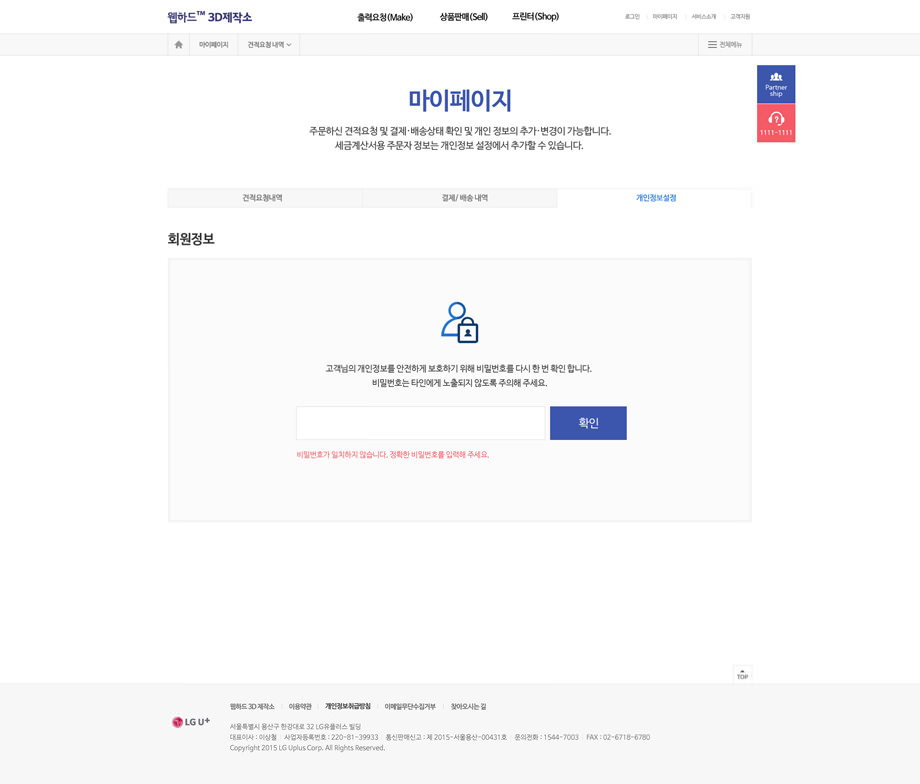 웹하드™ 3D제작소
출력요청(Make) 상품판매(Sell) 프린터(Shop)
로그인 마이페이지 서비스소개 고객지원
마이페이지 견적요청 내역 전체메뉴
Partner
ship
1111-1111
마이페이지
주문하신 견적요청 및 결제·배송상태 확인 및 개인 정보의 추가·변경이 가능합니다.
세금계산서용 주문자 정보는 개인정보 설정에서 추가할 수 있습니다.
견적요청내역 결제/ 배송 내역 개인정보설정
회원정보
고객님의 개인정보를 안전하게 보호하기 위해 비밀번호를 다시 한 번 확인 합니다.
비밀번호는 타인에게 노출되지 않도록 주의해 주세요.
확인
비밀번호가 일치하지 않습니다. 정확한 비밀번호를 입력해 주세요.
TOP
웹하드 3D 제작소 이용약관 개인정보취급방침 이메일무단수집거부 찾아오시는 길
LG U+
서울특별시 용산구 한강대로 32 LG유플러스 빌딩
대표이사 : 이상철 사업자등록번호 : 220-81-39933 통신판매신고 : 제 2015-서울용산-00431호 문의전화 : 1544-7003 FAX : 02-6718-6780
Copyright 2015 LG Uplus Corp. All Rights Reserved.